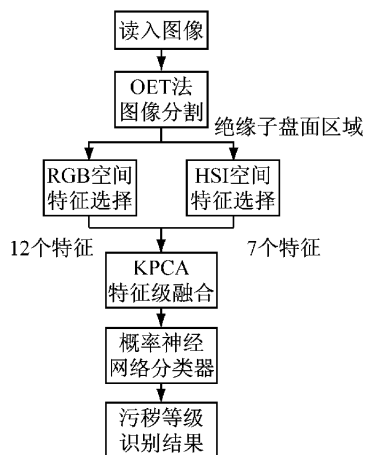 读入图像
OET法
图像分割
绝缘子盘面区域
RGB空间
特征选择
HSI空间
特征选择
12个特征
7个特征
KPCA
特征级融合
概率神经
网络分类器
污秽等级
识别结果